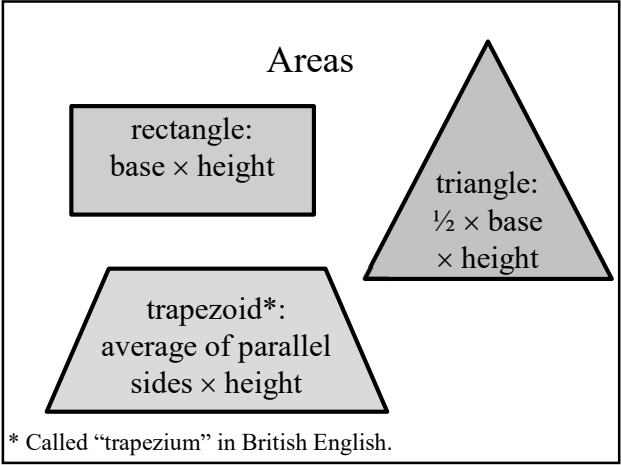 Areas
rectangle:
base × height
triangle:
½ × base
× height
trapezoid*:
average of parallel
sides × height
* Called “trapezium” in British English.